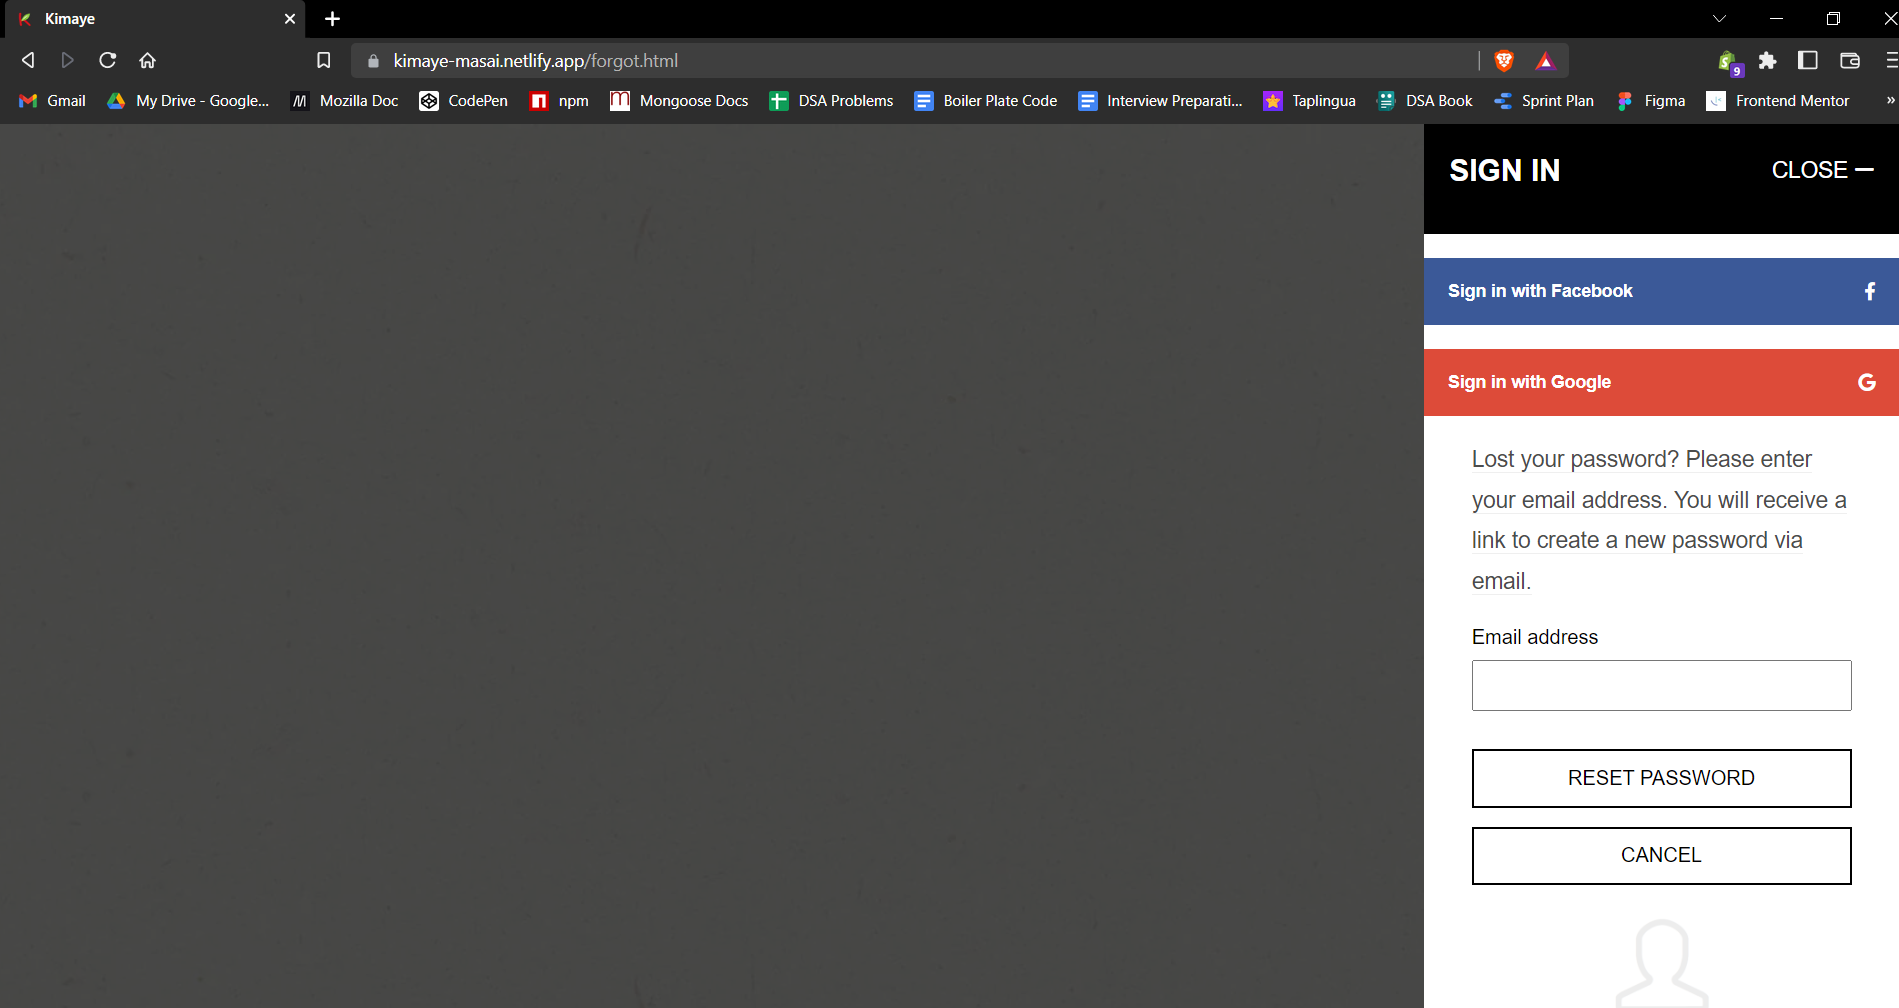 Kimaye
kimaye-masai.netlify.app/forgot.html
9
Gmail
My Drive - Google...
Mozilla Doc
CodePen
npm
Mongoose Docs
DSA Problems
Boiler Plate Code
Interview Preparati...
Taplingua
DSA Book
Sprint Plan
Figma
Frontend Mentor
»
SIGN IN
CLOSE
Sign in with Facebook
Sign in with Google
Lost your password? Please enter
your email address. You will receive a
link to create a new password via
email.
Email address
RESET PASSWORD
CANCEL